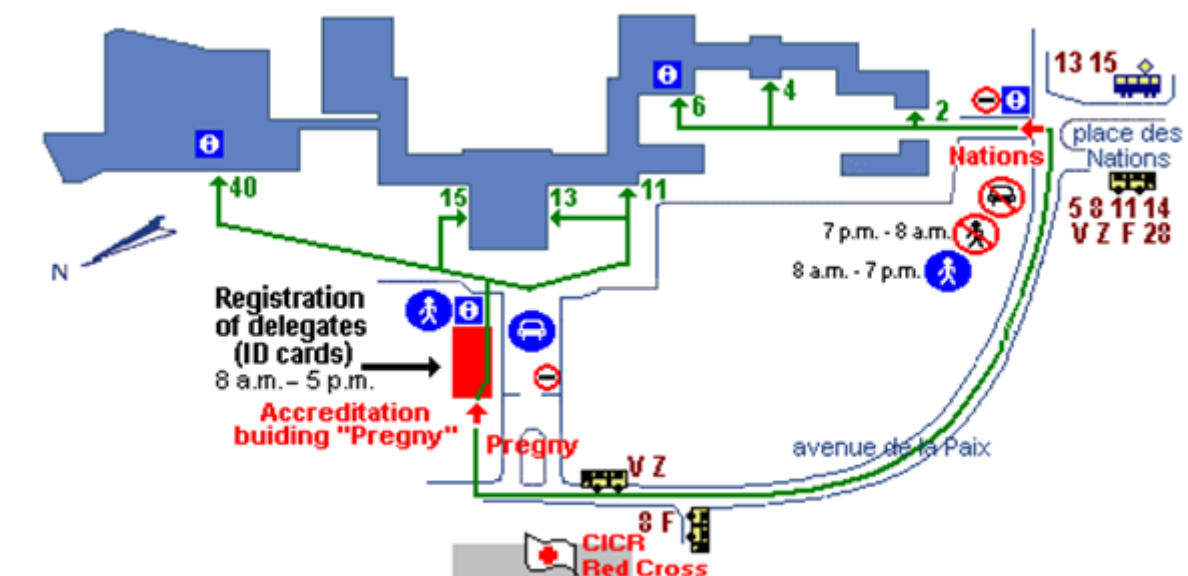 13 15
6
4
2
place des
Nations
Nations
40
15
13
11
5 8 11 14
V Z F 28
7 p.m. - 8 a.m.
8 a.m. - 7 p.m.
N
Registration
of delegates
(ID cards)
8 a.m. – 5 p.m.
Accreditation
buiding "Pregny"
Pregny
avenue de la Paix
V Z
8 F
CICR
Red Cross